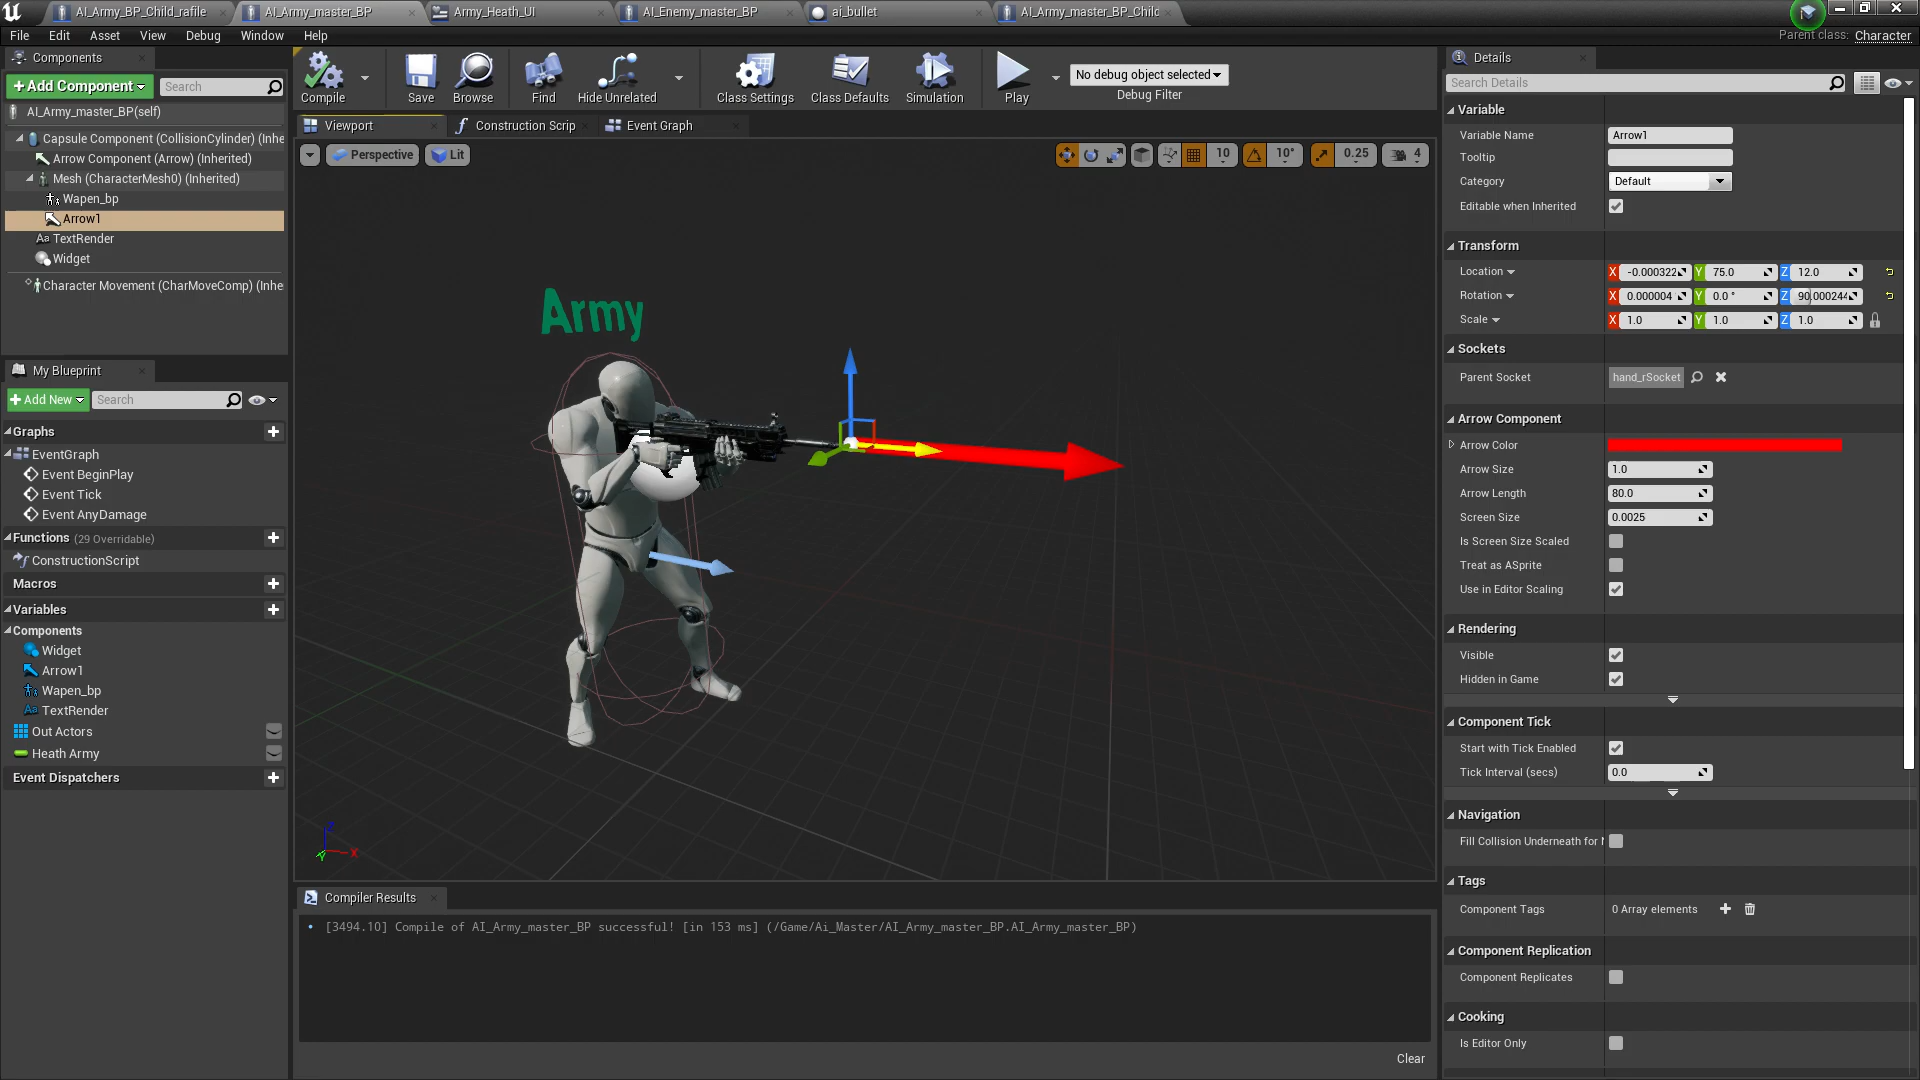 AI_Army_BP_Child_rafile
AI_Army_master_BP
Army_Heath_UI
AI_Enemy_master_BP
ai_bullet
AI_Army_master_BP_Chilc
File Edit Asset View Debug Window Help
Parent class: Character
Components
Add Component
Search
AI_Army_master_BP(self)
Capsule Component (CollisionCylinder) (Inhe
Arrow Component (Arrow) (Inherited)
Mesh (CharacterMesh0) (Inherited)
Wapen_bp
Arrow1
Aa TextRender
Widget
Character Movement (CharMoveComp) (Inhe
My Blueprint
Add New
Search
Graphs
EventGraph
Event BeginPlay
Event Tick
Event AnyDamage
Functions (29 Overridable)
ConstructionScript
Macros
Variables
Components
Widget
Arrow1
Wapen_bp
Aa TextRender
Out Actors
Heath Army
Event Dispatchers
Compile
Save
Browse
Find
Hide Unrelated
Class Settings
Class Defaults
Simulation
Play
No debug object selected
Debug Filter
Viewport
Construction Scrip
Event Graph
Perspective
Lit
10
10°
0.25
4
Army
Z
X
Y
Compiler Results
[3494.10] Compile of AI_Army_master_BP successful! [in 153 ms] (/Game/Ai_Master/AI_Army_master_BP.AI_Army_master_BP)
Clear
Details
Search Details
Variable
Variable Name Arrow1
Tooltip
Category Default
Editable when Inherited
Transform
Location X -0.000322 Y 75.0 Z 12.0
Rotation X 0.000004 Y 0.0 ° Z 90.000244
Scale X 1.0 Y 1.0 Z 1.0
Sockets
Parent Socket hand_rSocket
Arrow Component
Arrow Color
Arrow Size 1.0
Arrow Length 80.0
Screen Size 0.0025
Is Screen Size Scaled
Treat as ASprite
Use in Editor Scaling
Rendering
Visible
Hidden in Game
Component Tick
Start with Tick Enabled
Tick Interval (secs) 0.0
Navigation
Fill Collision Underneath for
Tags
Component Tags 0 Array elements
Component Replication
Component Replicates
Cooking
Is Editor Only